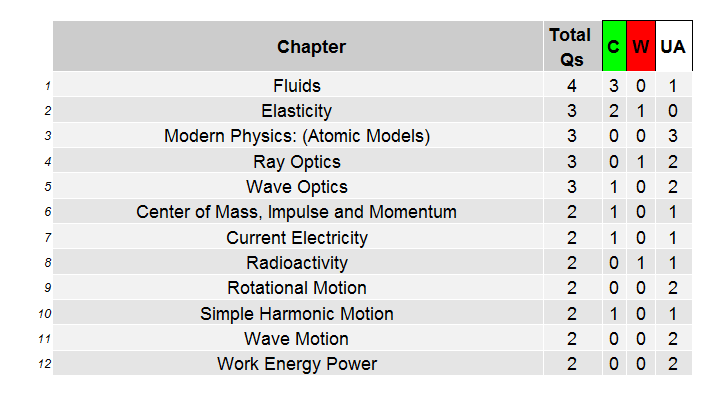 Chapter Total Qs C W UA
1 Fluids 4 3 0 1
2 Elasticity 3 2 1 0
3 Modern Physics: (Atomic Models) 3 0 0 3
4 Ray Optics 3 0 1 2
5 Wave Optics 3 1 0 2
6 Center of Mass, Impulse and Momentum 2 1 0 1
7 Current Electricity 2 1 0 1
8 Radioactivity 2 0 1 1
9 Rotational Motion 2 0 0 2
10 Simple Harmonic Motion 2 1 0 1
11 Wave Motion 2 0 0 2
12 Work Energy Power 2 0 0 2